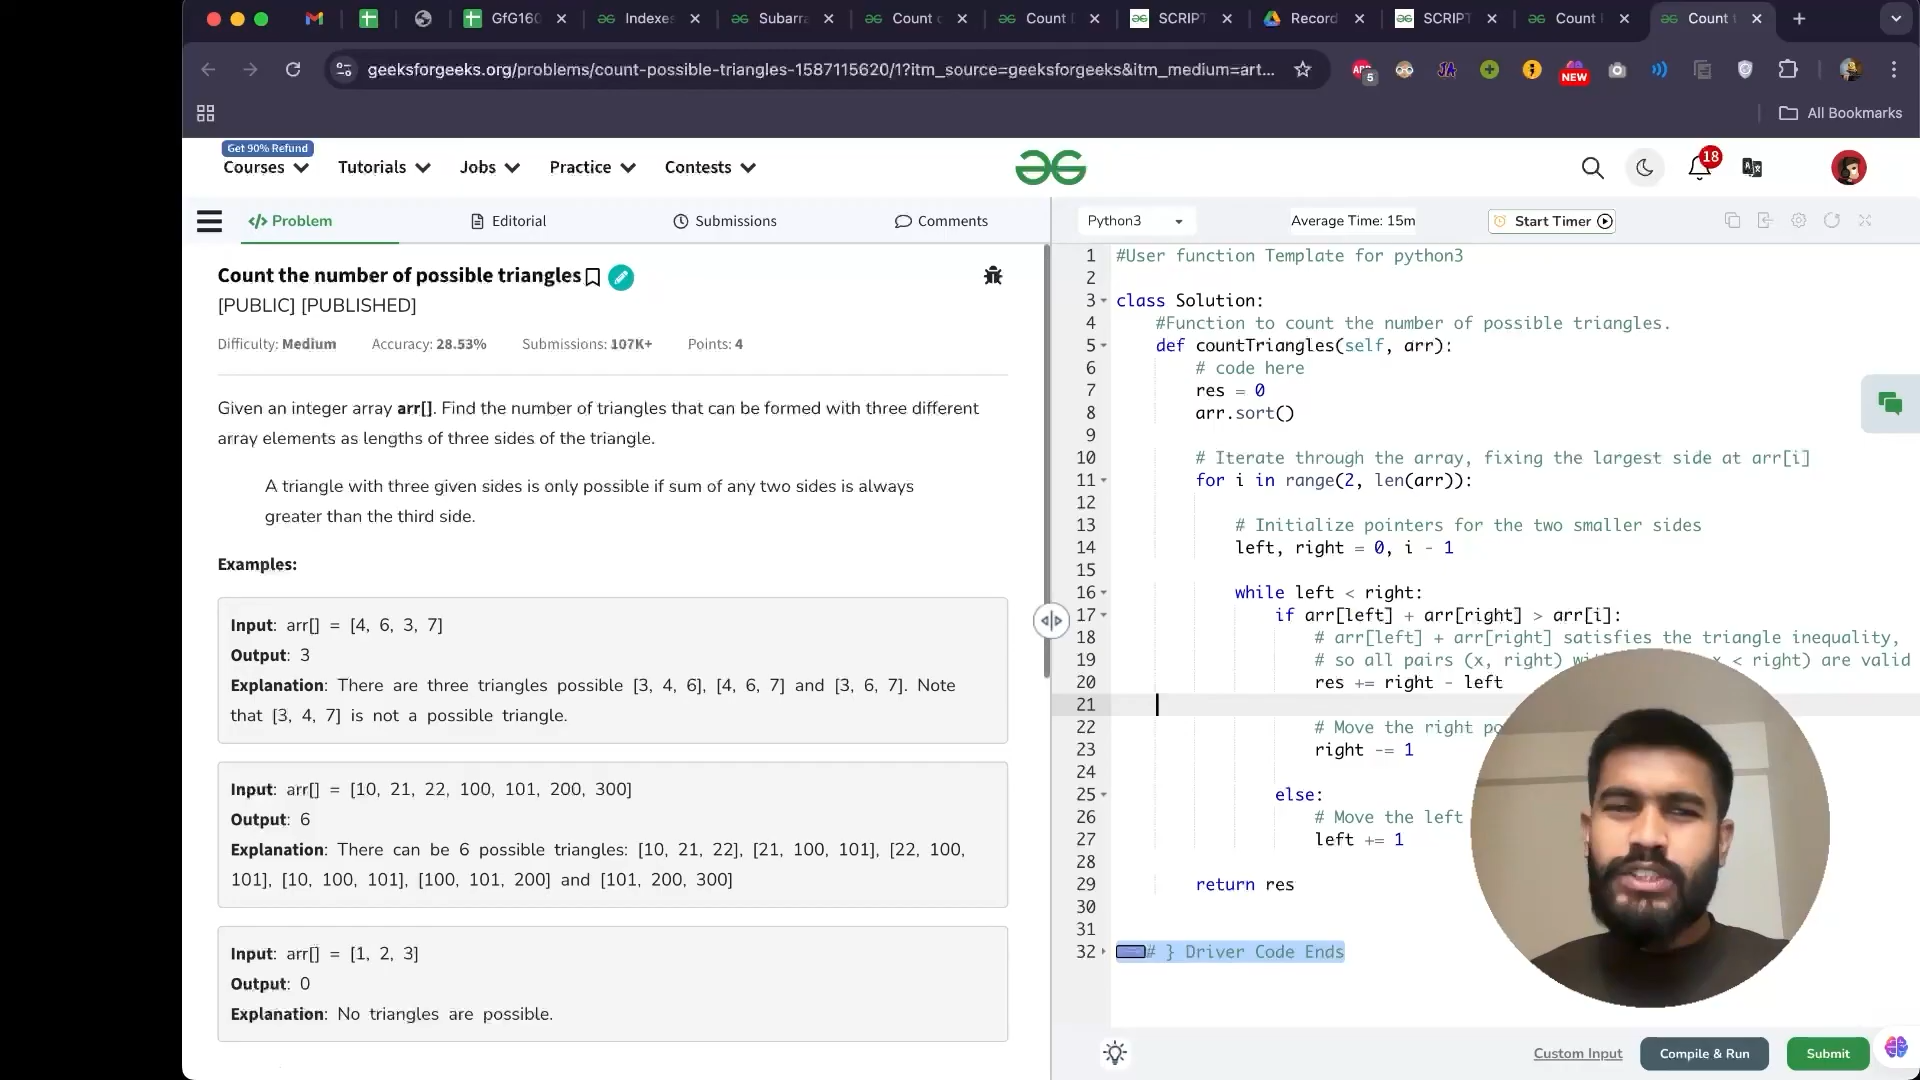 GfG160
Indexes
Subarra
Count
Count
SCRIPT
Record
SCRIPT
Count
Count
geeksforgeeks.org/problems/count-possible-triangles-1587115620/1?itm_source=geeksforgeeks&itm_medium=art...
5
NEW
All Bookmarks
Get 90% Refund
Courses
Tutorials
Jobs
Practice
Contests
18
Problem
Editorial
Submissions
Comments
Count the number of possible triangles
[PUBLIC] [PUBLISHED]
Difficulty: Medium Accuracy: 28.53% Submissions: 107K+ Points: 4
Given an integer array arr[]. Find the number of triangles that can be formed with three different
array elements as lengths of three sides of the triangle.
A triangle with three given sides is only possible if sum of any two sides is always
greater than the third side.
Examples:
Input: arr[] = [4, 6, 3, 7]
Output: 3
Explanation: There are three triangles possible [3, 4, 6], [4, 6, 7] and [3, 6, 7]. Note
that [3, 4, 7] is not a possible triangle.
Input: arr[] = [10, 21, 22, 100, 101, 200, 300]
Output: 6
Explanation: There can be 6 possible triangles: [10, 21, 22], [21, 100, 101], [22, 100,
101], [10, 100, 101], [100, 101, 200] and [101, 200, 300]
Input: arr[] = [1, 2, 3]
Output: 0
Explanation: No triangles are possible.
Python3
Average Time: 15m
Start Timer
1 #User function Template for python3
2
3 class Solution:
4 #Function to count the number of possible triangles.
5 def countTriangles(self, arr):
6 # code here
7 res = 0
8 arr.sort()
9
10 # Iterate through the array, fixing the largest side at arr[i]
11 for i in range(2, len(arr)):
12
13 # Initialize pointers for the two smaller sides
14 left, right = 0, i - 1
15
16 while left < right:
17 if arr[left] + arr[right] > arr[i]:
18 # arr[left] + arr[right] satisfies the triangle inequality,
19 # so all pairs (x, right) x < right) are valid
20 res += right - left
21
22 # Move the right
23 right -= 1
24
25 else:
26 # Move the left
27 left += 1
28
29 return res
30
31
32 # } Driver Code Ends
Custom Input
Compile & Run
Submit